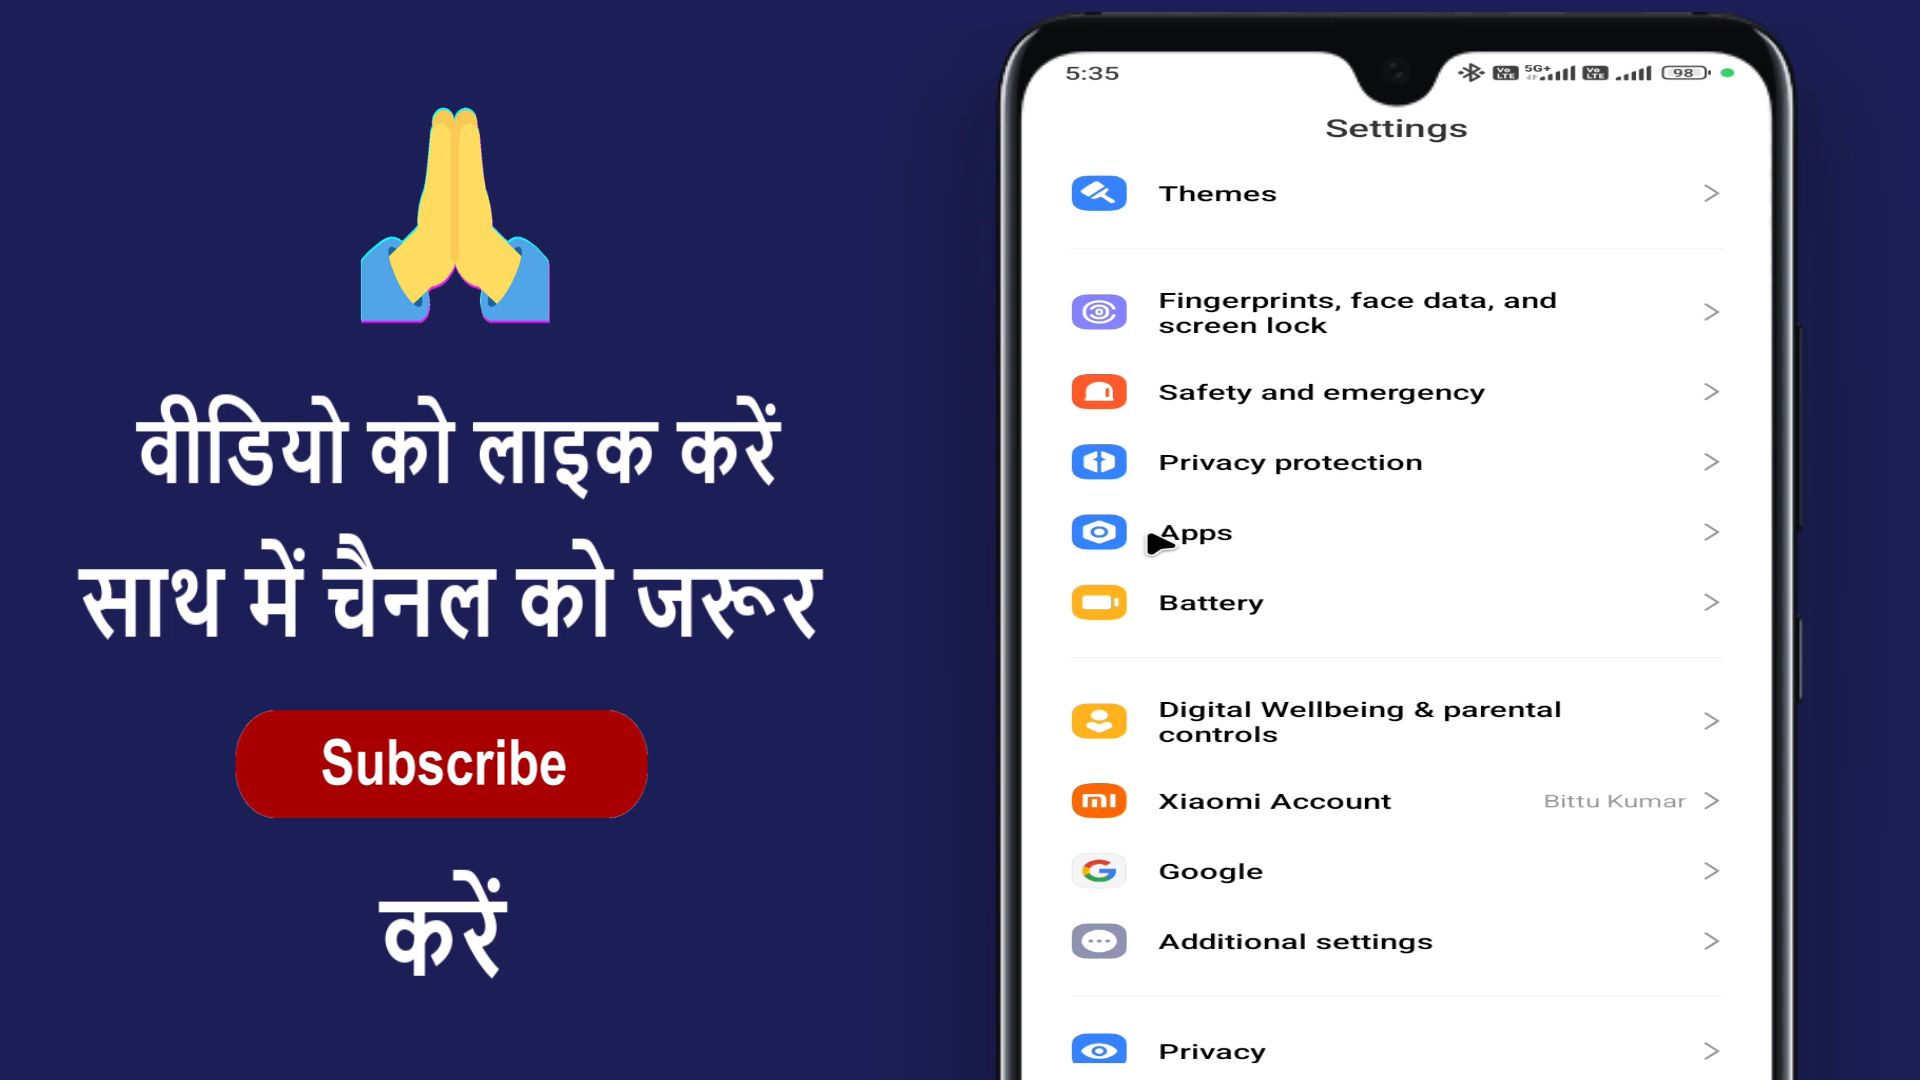 वीडियो को लाइक करें
साथ में चैनल को जरूर
Subscribe
करें
5:35
5G+
98
Settings
Themes
Fingerprints, face data, and
screen lock
Safety and emergency
Privacy protection
Apps
Battery
Digital Wellbeing & parental
controls
Xiaomi Account Bittu Kumar
Google
Additional settings
Privacy